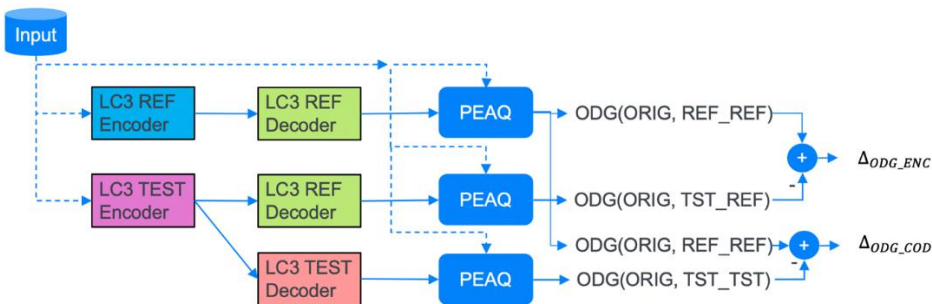 Input
LC3 REF
Encoder
LC3 REF
Decoder
PEAQ
ODG(ORIG, REF_REF)
+
Δ_ODG_ENC
-
LC3 TEST
Encoder
LC3 REF
Decoder
PEAQ
ODG(ORIG, TST_REF)
ODG(ORIG, REF_REF)
+
Δ_ODG_COD
-
LC3 TEST
Decoder
PEAQ
ODG(ORIG, TST_TST)